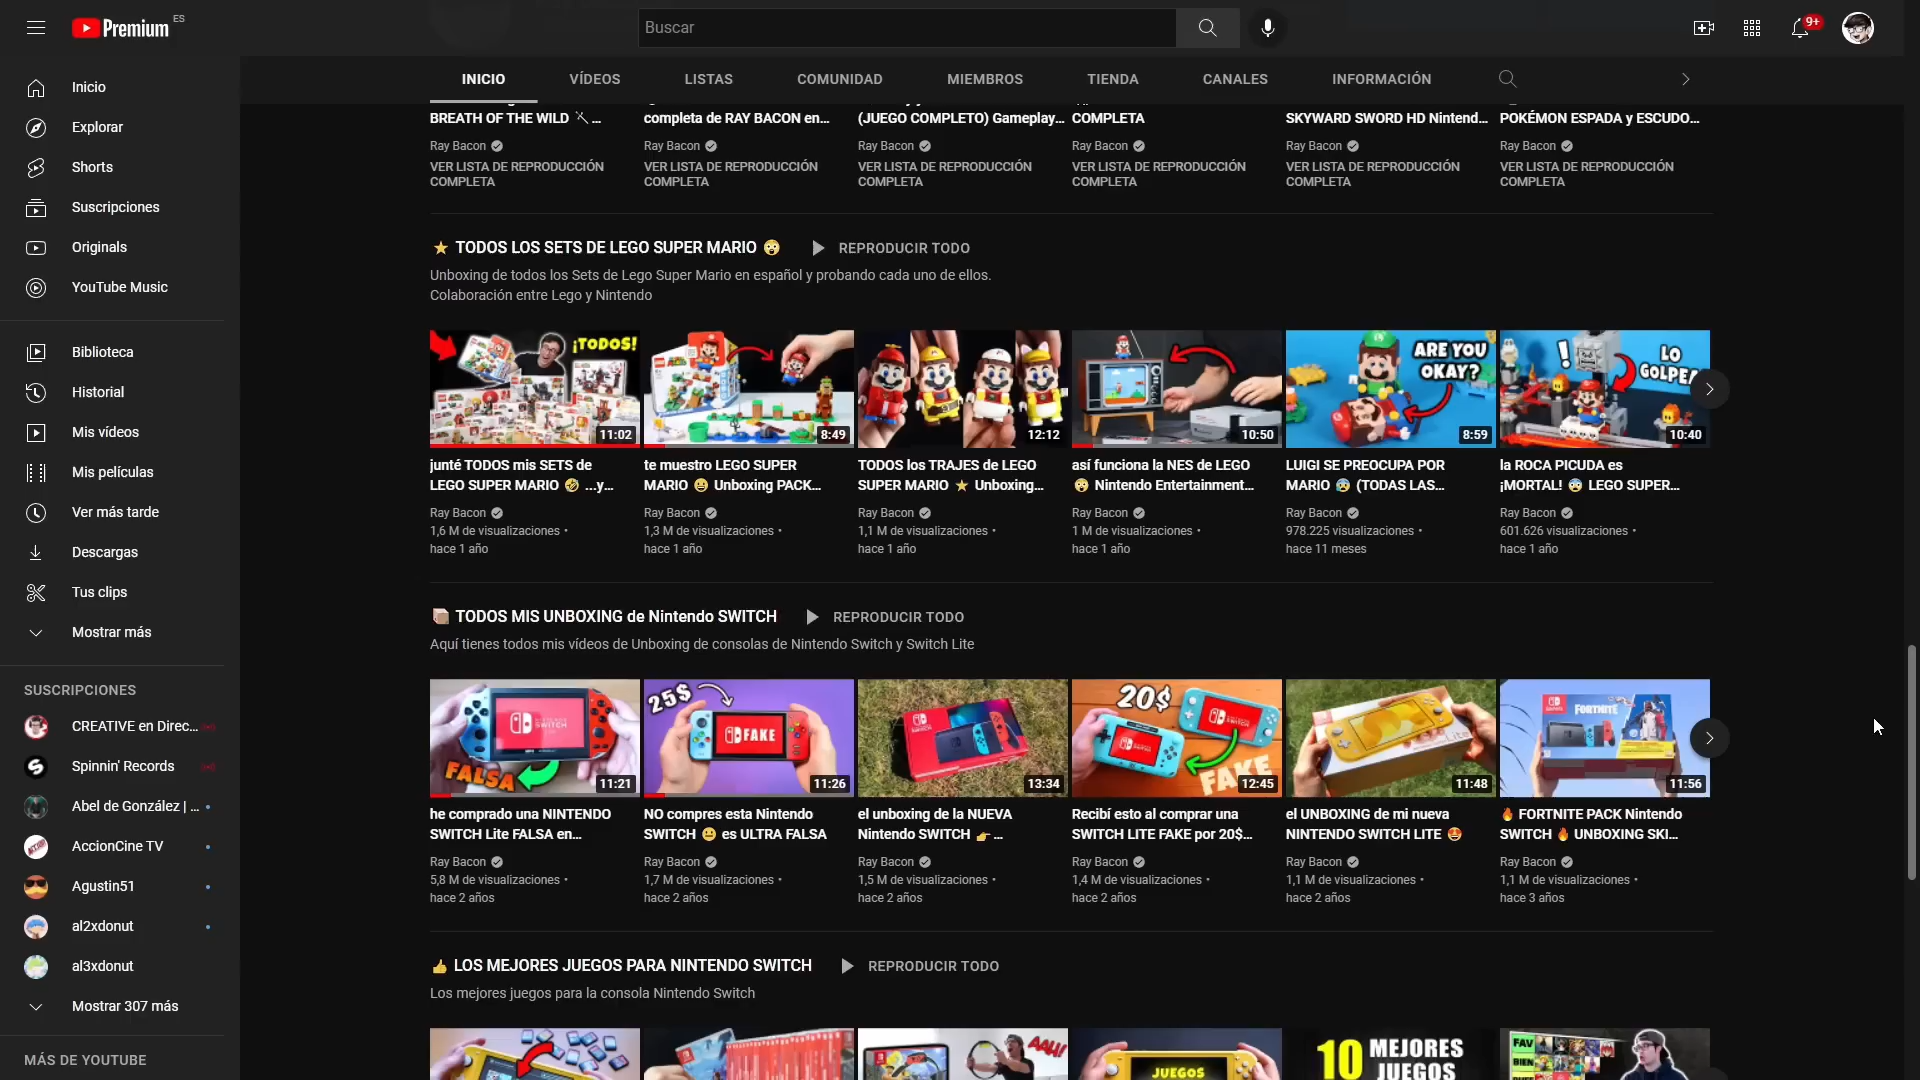 Premium ES
Buscar
9+
Inicio
Explorar
Shorts
Suscripciones
Originals
YouTube Music
Biblioteca
Historial
Mis vídeos
Mis películas
Ver más tarde
Descargas
Tus clips
Mostrar más
SUSCRIPCIONES
CREATIVE en Direc...
Spinnin' Records
Abel de González | ...
AccionCine TV
Agustin51
al2xdonut
al3xdonut
Mostrar 307 más
MÁS DE YOUTUBE
INICIO VÍDEOS LISTAS COMUNIDAD MIEMBROS TIENDA CANALES INFORMACIÓN
BREATH OF THE WILD 🗡 ...
Ray Bacon
VER LISTA DE REPRODUCCIÓN
COMPLETA
completa de RAY BACON en...
Ray Bacon
VER LISTA DE REPRODUCCIÓN
COMPLETA
(JUEGO COMPLETO) Gameplay...
Ray Bacon
VER LISTA DE REPRODUCCIÓN
COMPLETA
COMPLETA
Ray Bacon
VER LISTA DE REPRODUCCIÓN
COMPLETA
SKYWARD SWORD HD Nintend...
Ray Bacon
VER LISTA DE REPRODUCCIÓN
COMPLETA
POKÉMON ESPADA y ESCUDO...
Ray Bacon
VER LISTA DE REPRODUCCIÓN
COMPLETA
⭐ TODOS LOS SETS DE LEGO SUPER MARIO 😲 REPRODUCIR TODO
Unboxing de todos los Sets de Lego Super Mario en español y probando cada uno de ellos.
Colaboración entre Lego y Nintendo
¡TODOS!
11:02
junté TODOS mis SETS de
LEGO SUPER MARIO 🤣 ...y...
Ray Bacon
1,6 M de visualizaciones •
hace 1 año
8:49
te muestro LEGO SUPER
MARIO 😀 Unboxing PACK...
Ray Bacon
1,3 M de visualizaciones •
hace 1 año
12:12
TODOS los TRAJES de LEGO
SUPER MARIO ⭐ Unboxing...
Ray Bacon
1,1 M de visualizaciones •
hace 1 año
10:50
así funciona la NES de LEGO
😲 Nintendo Entertainment...
Ray Bacon
1 M de visualizaciones •
hace 1 año
ARE YOU
OKAY?
8:59
LUIGI SE PREOCUPA POR
MARIO 😰 (TODAS LAS...
Ray Bacon
978.225 visualizaciones •
hace 11 meses
LO
GOLPEA
10:40
la ROCA PICUDA es
¡MORTAL! 😨 LEGO SUPER...
Ray Bacon
601.626 visualizaciones •
hace 1 año
📦 TODOS MIS UNBOXING de Nintendo SWITCH REPRODUCIR TODO
Aquí tienes todos mis vídeos de Unboxing de consolas de Nintendo Switch y Switch Lite
SWITCH
FALSA
11:21
he comprado una NINTENDO
SWITCH Lite FALSA en...
Ray Bacon
5,8 M de visualizaciones •
hace 2 años
25$
FAKE
11:26
NO compres esta Nintendo
SWITCH 😐 es ULTRA FALSA
Ray Bacon
1,7 M de visualizaciones •
hace 2 años
13:34
el unboxing de la NUEVA
Nintendo SWITCH 👉 ...
Ray Bacon
1,5 M de visualizaciones •
hace 2 años
20$
FAKE
12:45
Recibí esto al comprar una
SWITCH LITE FAKE por 20$...
Ray Bacon
1,4 M de visualizaciones •
hace 2 años
11:48
el UNBOXING de mi nueva
NINTENDO SWITCH LITE 🤩
Ray Bacon
1,1 M de visualizaciones •
hace 2 años
FORTNITE
11:56
🔥 FORTNITE PACK Nintendo
SWITCH 🔥 UNBOXING SKI...
Ray Bacon
1,1 M de visualizaciones •
hace 3 años
👍 LOS MEJORES JUEGOS PARA NINTENDO SWITCH REPRODUCIR TODO
Los mejores juegos para la consola Nintendo Switch
AAH!
JUEGOS
10 MEJORES
JUEGOS
FAV
BIEN